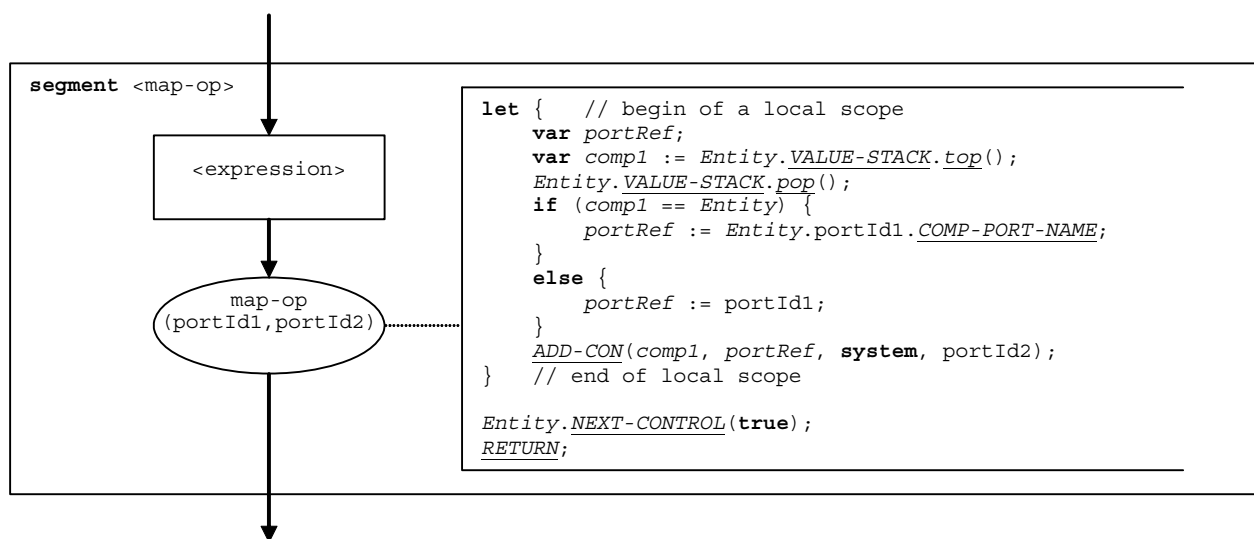 segment <map-op>
<expression>
map-op
(portId1,portId2)
let {   // begin of a local scope
    var portRef;
    var comp1 := Entity.VALUE-STACK.top();
    Entity.VALUE-STACK.pop();
    if (comp1 == Entity) {
        portRef := Entity.portId1.COMP-PORT-NAME;
    }
    else {
        portRef := portId1;
    }
    ADD-CON(comp1, portRef, system, portId2);
}   // end of local scope
Entity.NEXT-CONTROL(true);
RETURN;